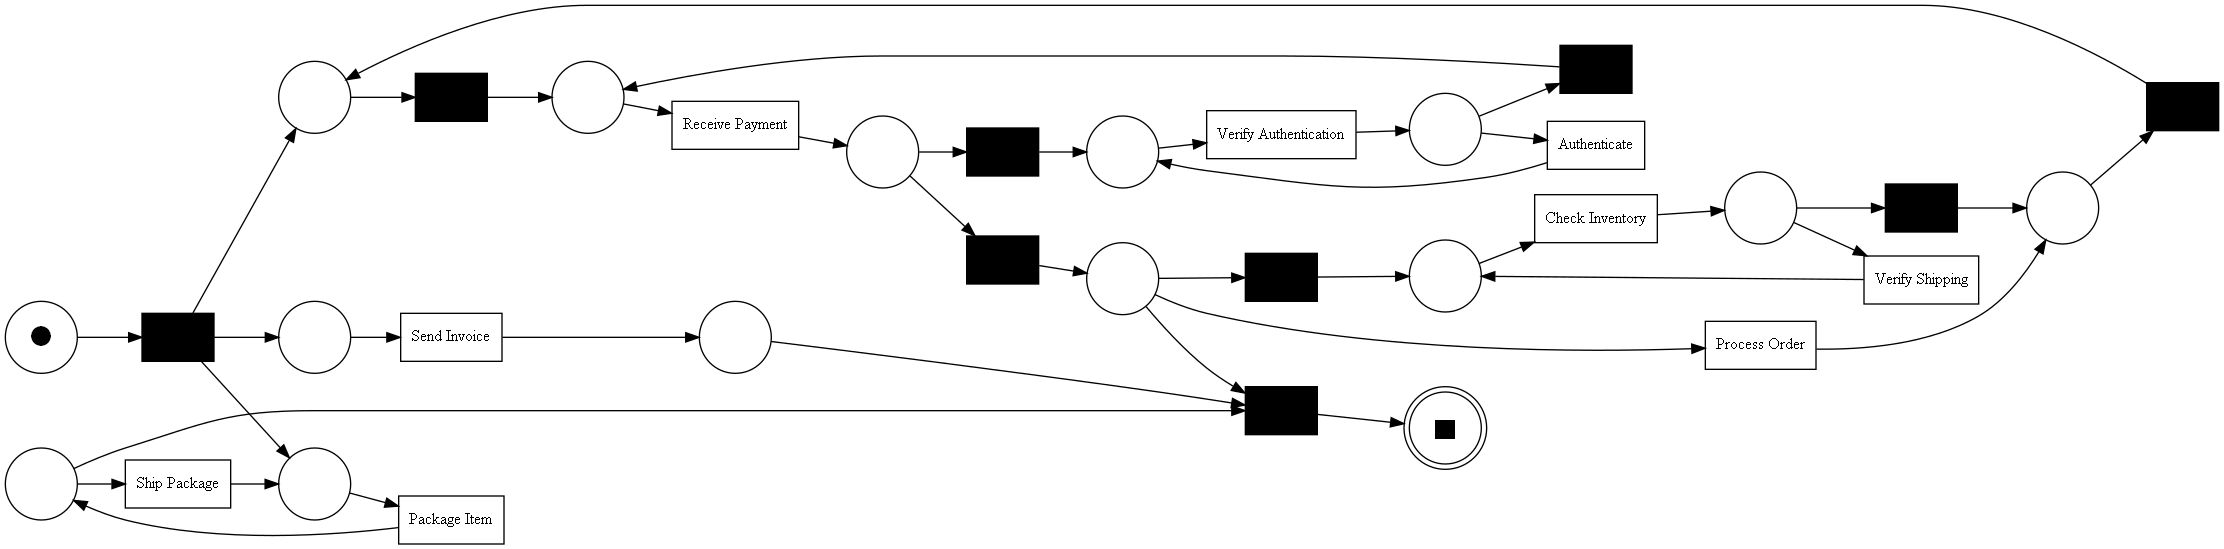 Receive Payment
Verify Authentication
Authenticate
Check Inventory
Verify Shipping
Send Invoice
Process Order
Ship Package
Package Item